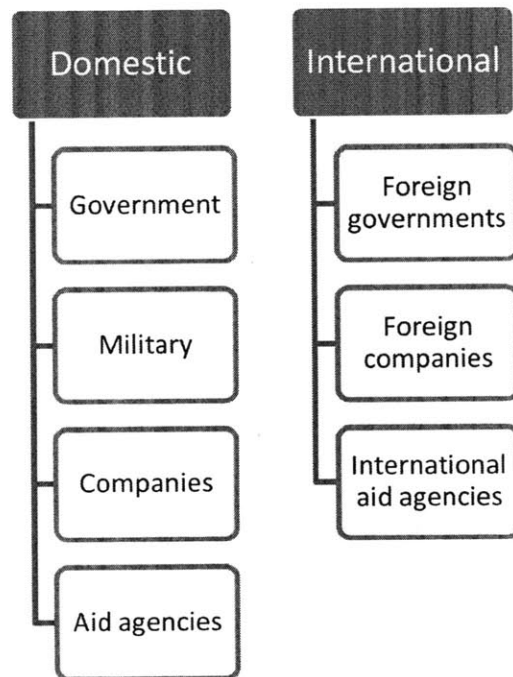 Domestic
Government
Military
Companies
Aid agencies
International
Foreign
governments
Foreign
companies
International
aid agencies